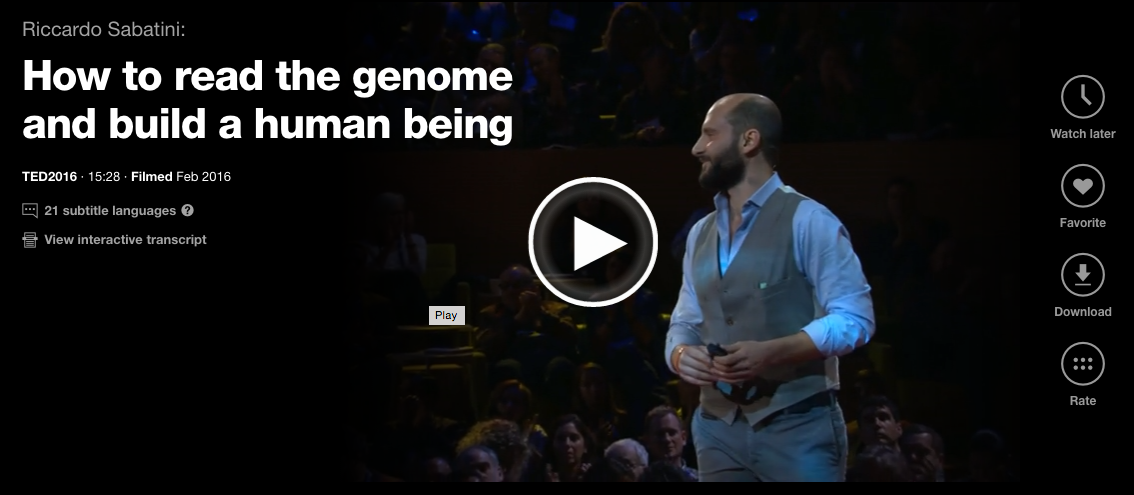 Riccardo Sabatini:
How to read the genome
and build a human being
TED2016 · 15:28 · Filmed Feb 2016
21 subtitle languages ?
View interactive transcript
Play
Watch later
Favorite
Download
Rate